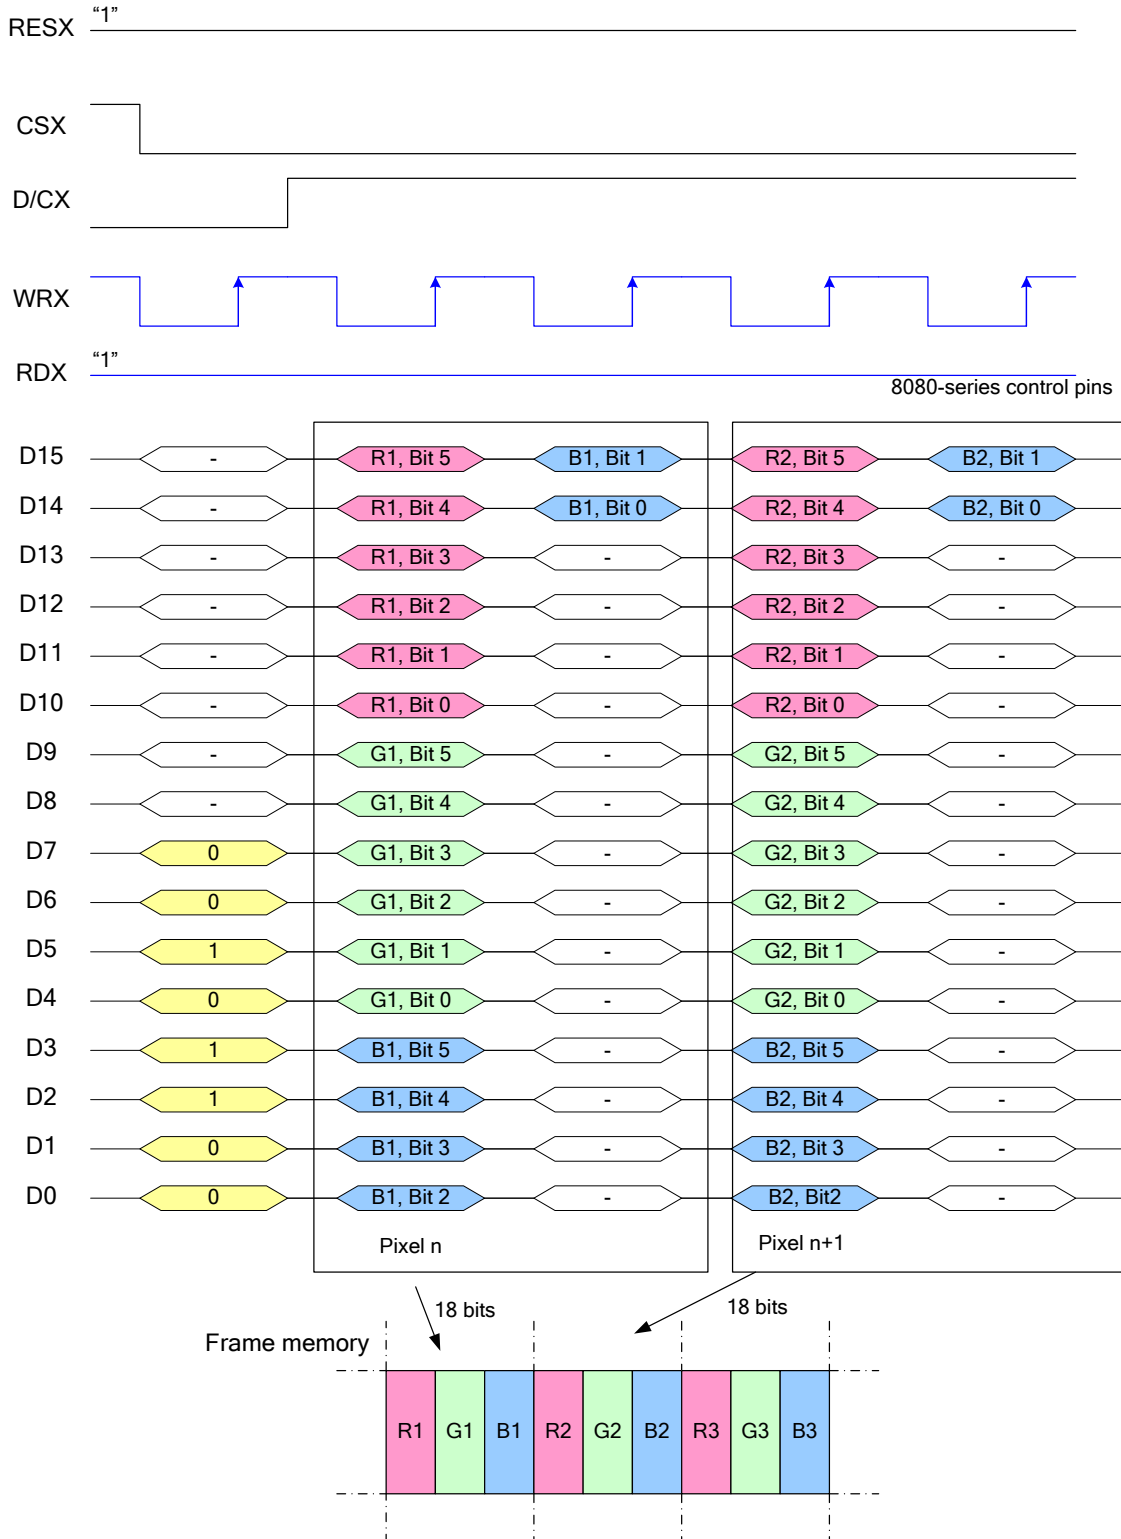 RESX “1”
CSX
D/CX
WRX
RDX “1”
8080-series control pins
D15 - R1, Bit 5 B1, Bit 1 R2, Bit 5 B2, Bit 1
D14 - R1, Bit 4 B1, Bit 0 R2, Bit 4 B2, Bit 0
D13 - R1, Bit 3 - R2, Bit 3 -
D12 - R1, Bit 2 - R2, Bit 2 -
D11 - R1, Bit 1 - R2, Bit 1 -
D10 - R1, Bit 0 - R2, Bit 0 -
D9 - G1, Bit 5 - G2, Bit 5 -
D8 - G1, Bit 4 - G2, Bit 4 -
D7 0 G1, Bit 3 - G2, Bit 3 -
D6 0 G1, Bit 2 - G2, Bit 2 -
D5 1 G1, Bit 1 - G2, Bit 1 -
D4 0 G1, Bit 0 - G2, Bit 0 -
D3 1 B1, Bit 5 - B2, Bit 5 -
D2 1 B1, Bit 4 - B2, Bit 4 -
D1 0 B1, Bit 3 - B2, Bit 3 -
D0 0 B1, Bit 2 - B2, Bit2 -
Pixel n Pixel n+1
18 bits 18 bits
Frame memory
R1 G1 B1 R2 G2 B2 R3 G3 B3